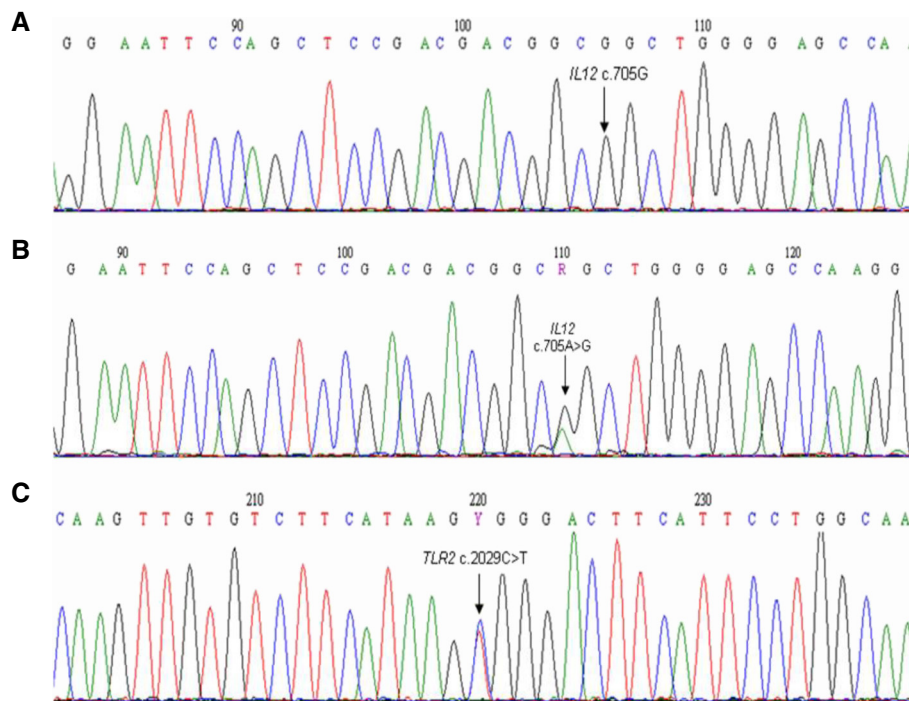 A
90 100 110
G G A A T T C C A G C T C C G A C G A C G G C G G C T G G G G A G C C A A
IL12 c.705G
B
90 100 110 120
G A A T T C C A G C T C C G A C G A C G G C R G C T G G G G A G C C A A G G
IL12
c.705A>G
C
210 220 230
C A A G T T G T G T C T T C A T A A G Y G G G A C T T C A T T C C T G G C A A
TLR2 c.2029C>T